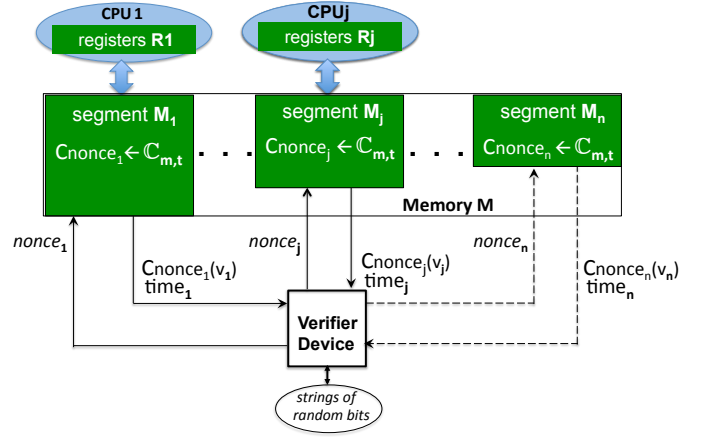 CPU 1
registers R1
CPUj
registers Rj
segment M₁
Cnonce₁ ← ℂm,t
. . .
segment Mj
Cnoncej ← ℂm,t
. . .
segment Mn
Cnoncen ← ℂm,t
Memory M
nonce₁
Cnonce₁(v₁)
time₁
noncej
Cnoncej(vj)
timej
noncen
Cnoncen(vn)
timen
Verifier
Device
strings of
random bits